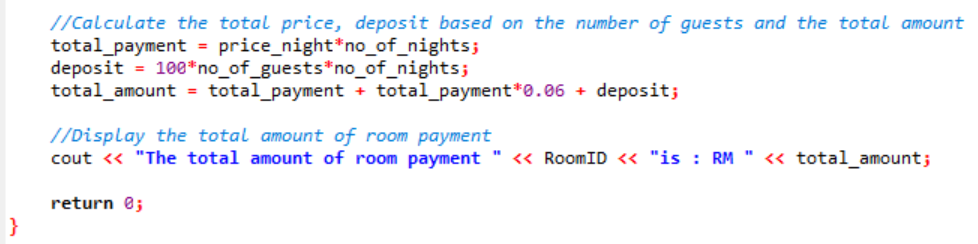 //Calculate the total price, deposit based on the number of guests and the total amount
total_payment = price_night*no_of_nights;
deposit = 100*no_of_guests*no_of_nights;
total_amount = total_payment + total_payment*0.06 + deposit;
//Display the total amount of room payment
cout << "The total amount of room payment " << RoomID << "is : RM " << total_amount;
return 0;
}